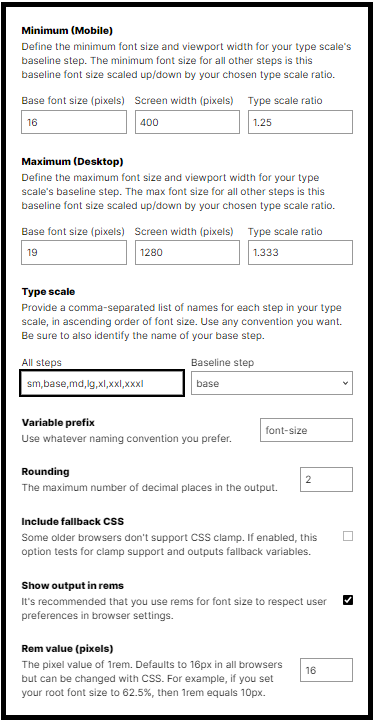 Minimum (Mobile)
Define the minimum font size and viewport width for your type scale's
baseline step. The minimum font size for all other steps is this
baseline font size scaled up/down by your chosen type scale ratio.
Base font size (pixels) Screen width (pixels) Type scale ratio
16 400 1.25
Maximum (Desktop)
Define the maximum font size and viewport width for your type
scale's baseline step. The max font size for all other steps is this
baseline font size scaled up/down by your chosen type scale ratio.
Base font size (pixels) Screen width (pixels) Type scale ratio
19 1280 1.333
Type scale
Provide a comma-separated list of names for each step in your type
scale, in ascending order of font size. Use any convention you want.
Be sure to also identify the name of your base step.
All steps Baseline step
sm,base,md,lg,xl,xxl,xxxl base
Variable prefix
Use whatever naming convention you prefer.
font-size
Rounding
The maximum number of decimal places in the output.
2
Include fallback CSS
Some older browsers don't support CSS clamp. If enabled, this
option tests for clamp support and outputs fallback variables.
Show output in rems
It's recommended that you use rems for font size to respect user
preferences in browser settings.
Rem value (pixels)
The pixel value of 1rem. Defaults to 16px in all browsers
but can be changed with CSS. For example, if you set
your root font size to 62.5%, then 1rem equals 10px.
16